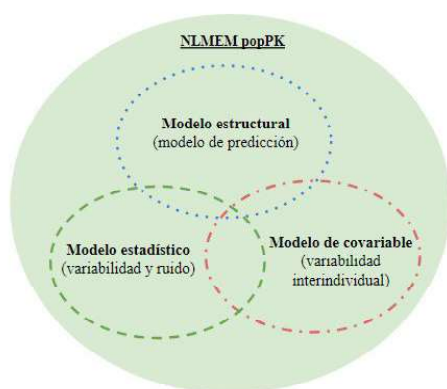 NLMEM popPK
Modelo estructural
(modelo de predicción)
Modelo estadístico
(variabilidad y ruido)
Modelo de covariable
(variabilidad
interindividual)